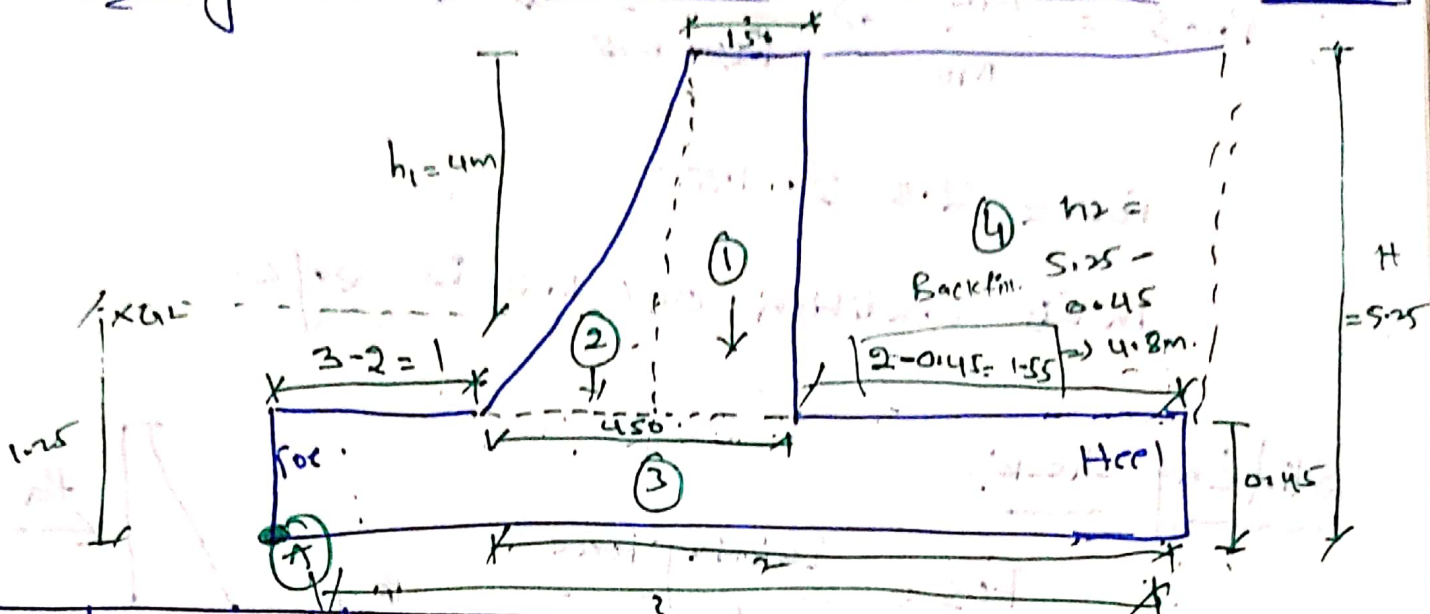 150
h₁ = 4m
④ h2 =
5.25 -
Backfill. 0.45
2-0.45= 1.55 => 4.8m.
H
= 5.25
①
②
3-2 = 1
1.25
450
Toe.
Heel
③
0.45
A
2